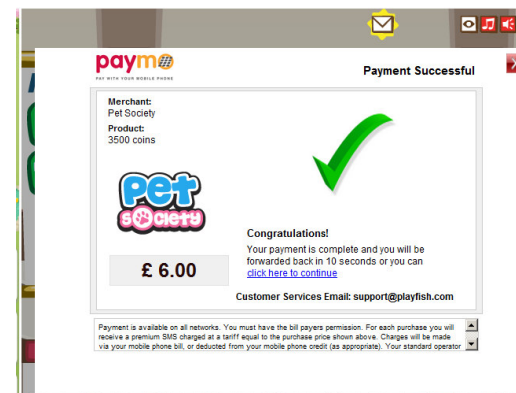 paymo
PAY WITH YOUR MOBILE PHONE
Payment Successful
Merchant:
Pet Society
Product:
3500 coins
Pet
SOCIETY
£ 6.00
Congratulations!
Your payment is complete and you will be
forwarded back in 10 seconds or you can
click here to continue
Customer Services Email: support@playfish.com
Payment is available on all networks. You must have the bill payers permission. For each purchase you will
receive a premium SMS charged at a tariff equal to the purchase price shown above. Charges will be made
via your mobile phone bill, or deducted from your mobile phone credit (as appropriate). Your standard operator